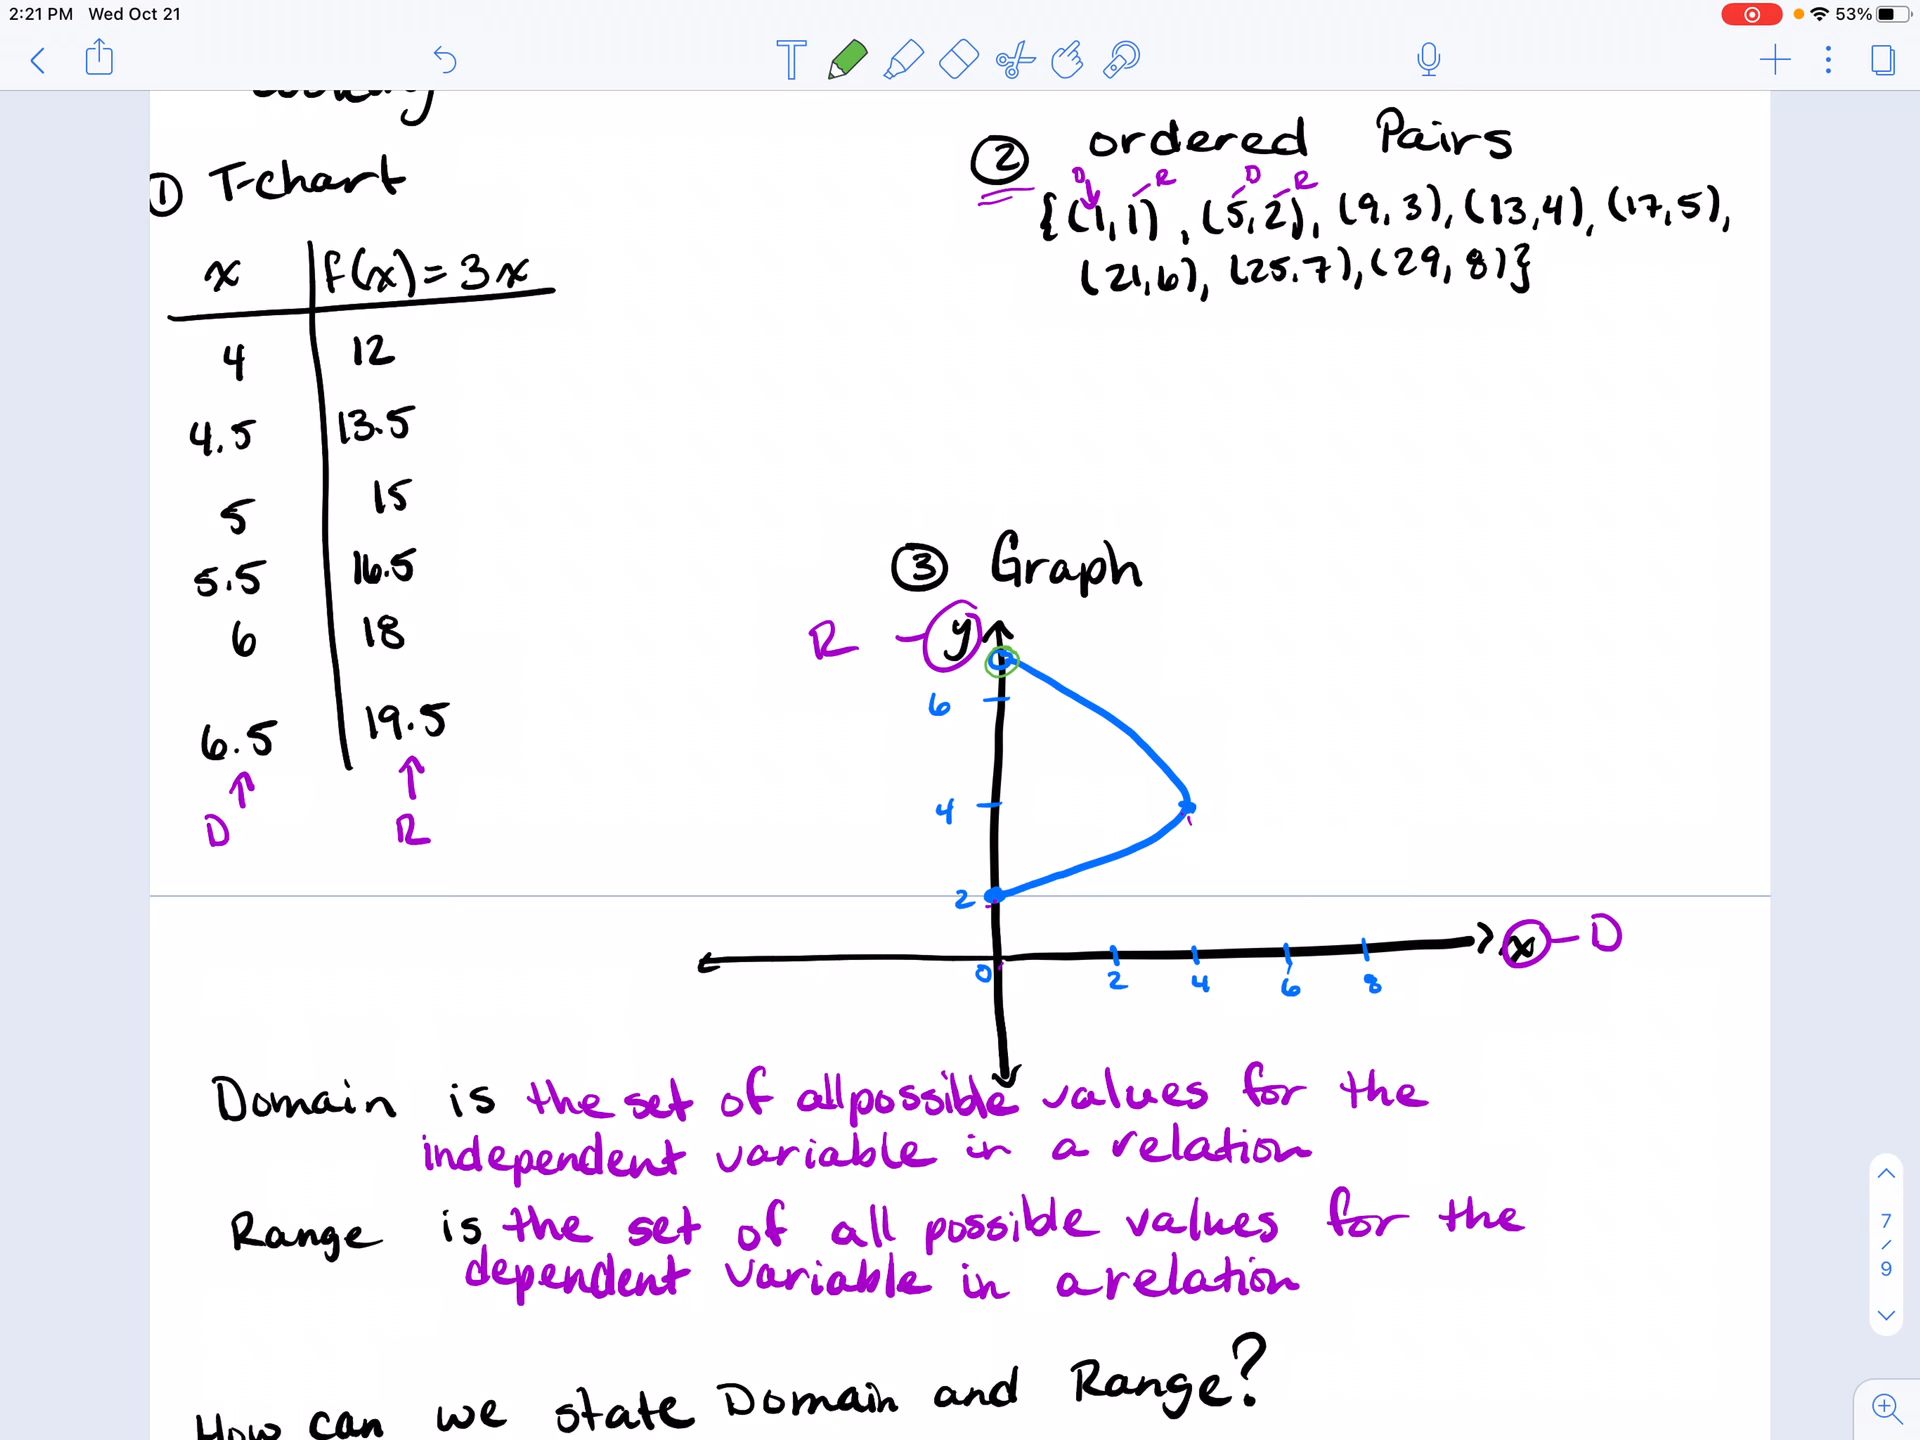 2:21 PM Wed Oct 21
53%
① T-chart
x f(x) = 3x
4 12
4.5 13.5
5 15
5.5 16.5
6 18
6.5 19.5
D R
② ordered Pairs
D R D R
{(1,1), (5,2), (9,3), (13,4), (17,5),
(21,6), (25.7), (29,8)}
③ Graph
R y
6
4
2
0 2 4 6 8
x D
Domain is the set of all possible values for the
independent variable in a relation
Range is the set of all possible values for the
dependent variable in a relation
How can we state Domain and Range?
7
/
9
T